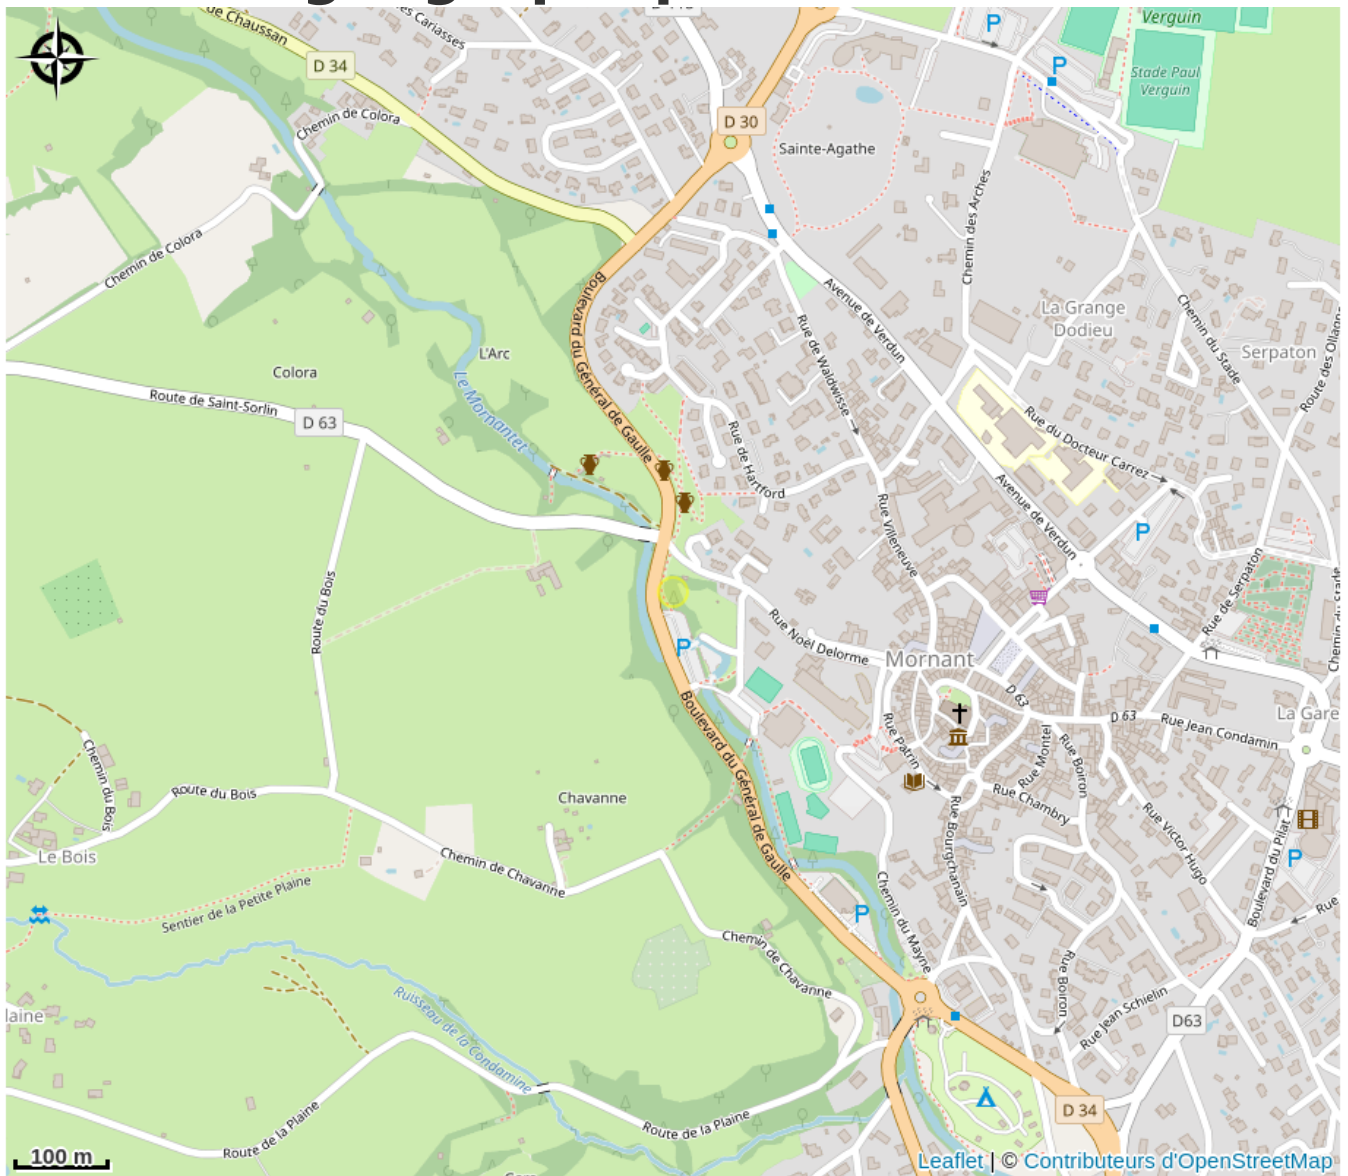 D 34
Chemin de Colora
D 30
Sainte-Agathe
P
P
Verguin
Stade Paul
Verguin
Chemin de Colora
Chemin des Arches
La Grange
Dodieu
Chemin du Stade
Serpaton
Boulevard du Général de Gaulle
Avenue de Verdun
Rue de Waldwisse
L'Arc
Le Mornantet
Colora
Route de Saint-Sorlin
D 63
Rue de Hartford
Rue du Docteur Carrez
Avenue de Verdun
P
Rue Villeneuve
Route du Bois
Rue de Serpaton
Rue Noël Delorme
Mornant
P
D 63
D 63
Rue Jean Condamin
La Gare
Boulevard du Général de Gaulle
Rue Patrin
Rue Montel
Rue Boiron
Rue Chambry
Rue Bourgchanain
Rue Victor Hugo
Boulevard du Pilat
P
Chemin du Bois
Route du Bois
Le Bois
Chavanne
Chemin de Chavanne
Sentier de la Petite Plaine
P
Chemin du Mayne
Chemin de Chavanne
Rue Boiron
Rue Jean Schielin
D63
Ruisseau de la Condamine
Route de la Plaine
Route de la Plaine
D 34
100 m
Leaflet | © Contributeurs d'OpenStreetMap